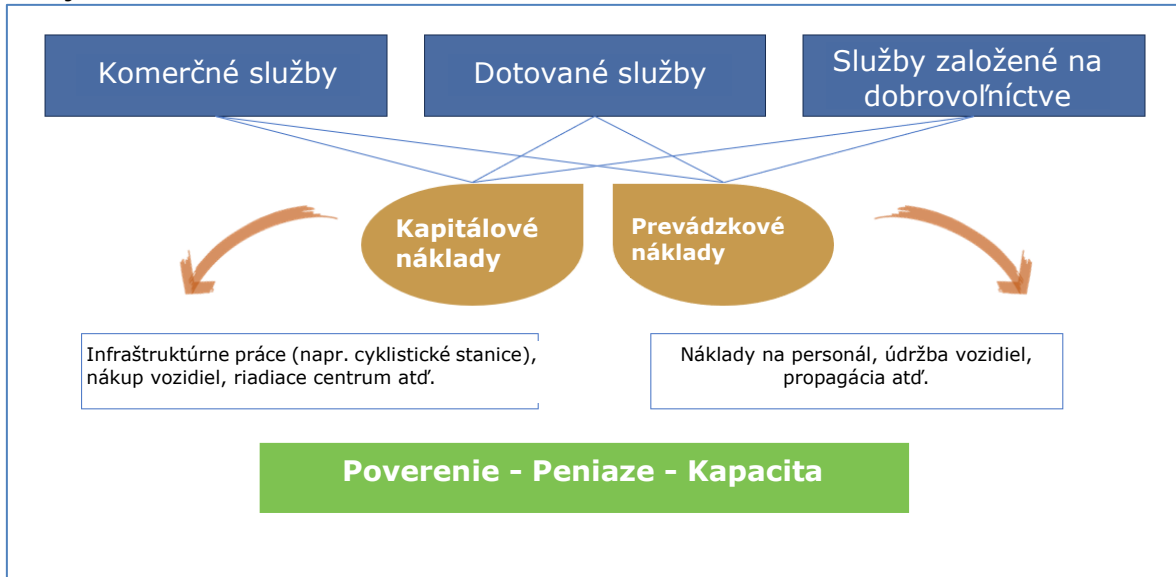 Komerčné služby
Dotované služby
Služby založené na
dobrovoľníctve
Kapitálové
náklady
Prevádzkové
náklady
Infraštruktúrne práce (napr. cyklistické stanice),
nákup vozidiel, riadiace centrum atď.
Náklady na personál, údržba vozidiel,
propagácia atď.
Poverenie - Peniaze - Kapacita